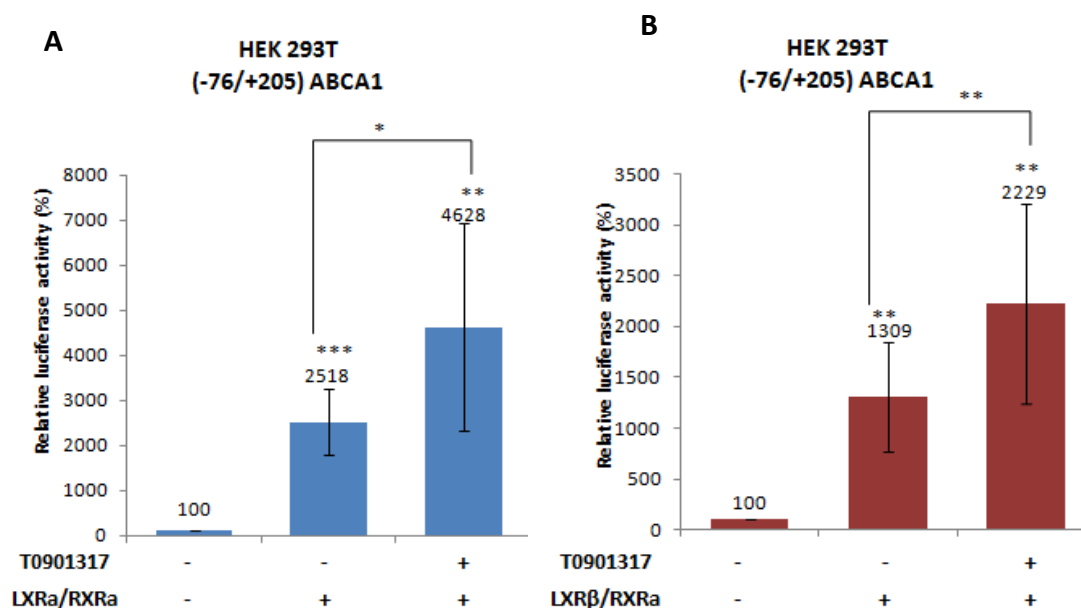 A
HEK 293T
(-76/+205) ABCA1
*
Relative luciferase activity (%)
8000
7000
6000
5000
4000
3000
2000
1000
0
100
***
2518
**
4628
T0901317 - - +
LXRa/RXRa - + +
B
HEK 293T
(-76/+205) ABCA1
**
Relative luciferase activity (%)
3500
3000
2500
2000
1500
1000
500
0
100
**
1309
**
2229
T0901317 - - +
LXRβ/RXRa - + +